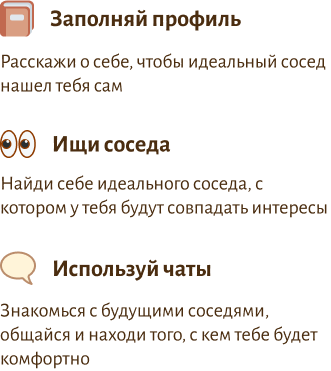 Заполняй профиль
Расскажи о себе, чтобы идеальный сосед
нашел тебя сам
Ищи соседа
Найди себе идеального соседа, с
котором у тебя будут совпадать интересы
Используй чаты
Знакомься с будущими соседями,
общайся и находи того, с кем тебе будет
комфортно